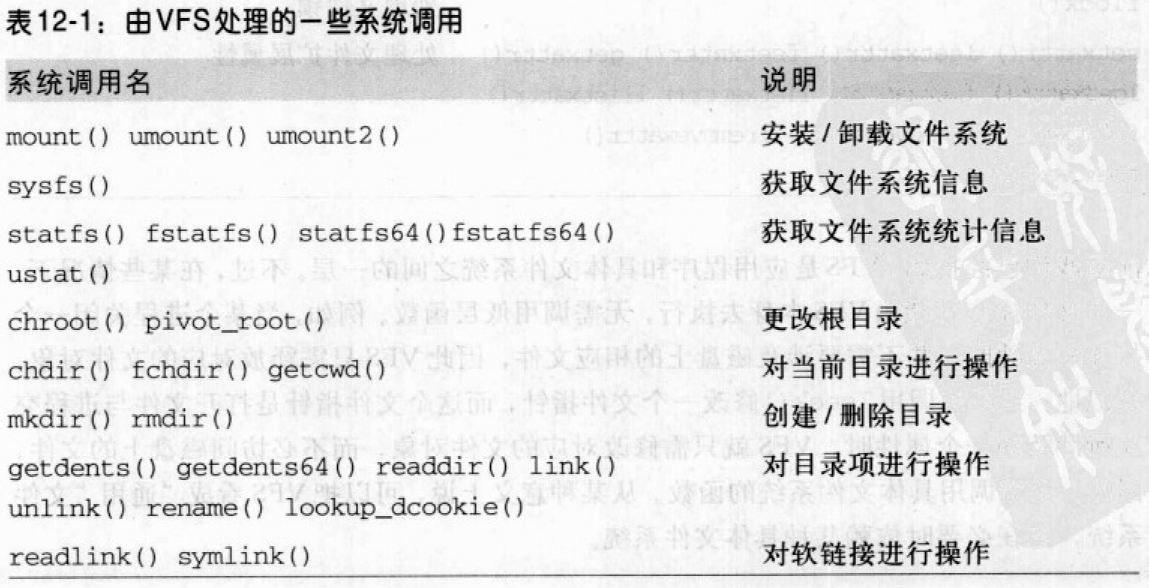 表12-1：由VFS处理的一些系统调用
系统调用名 说明
mount() umount() umount2() 安装/卸载文件系统
sysfs() 获取文件系统信息
statfs() fstatfs() statfs64()fstatfs64() 获取文件系统统计信息
ustat()
chroot() pivot_root() 更改根目录
chdir() fchdir() getcwd() 对当前目录进行操作
mkdir() rmdir() 创建/删除目录
getdents() getdents64() readdir() link() 对目录项进行操作
unlink() rename() lookup_dcookie()
readlink() symlink() 对软链接进行操作